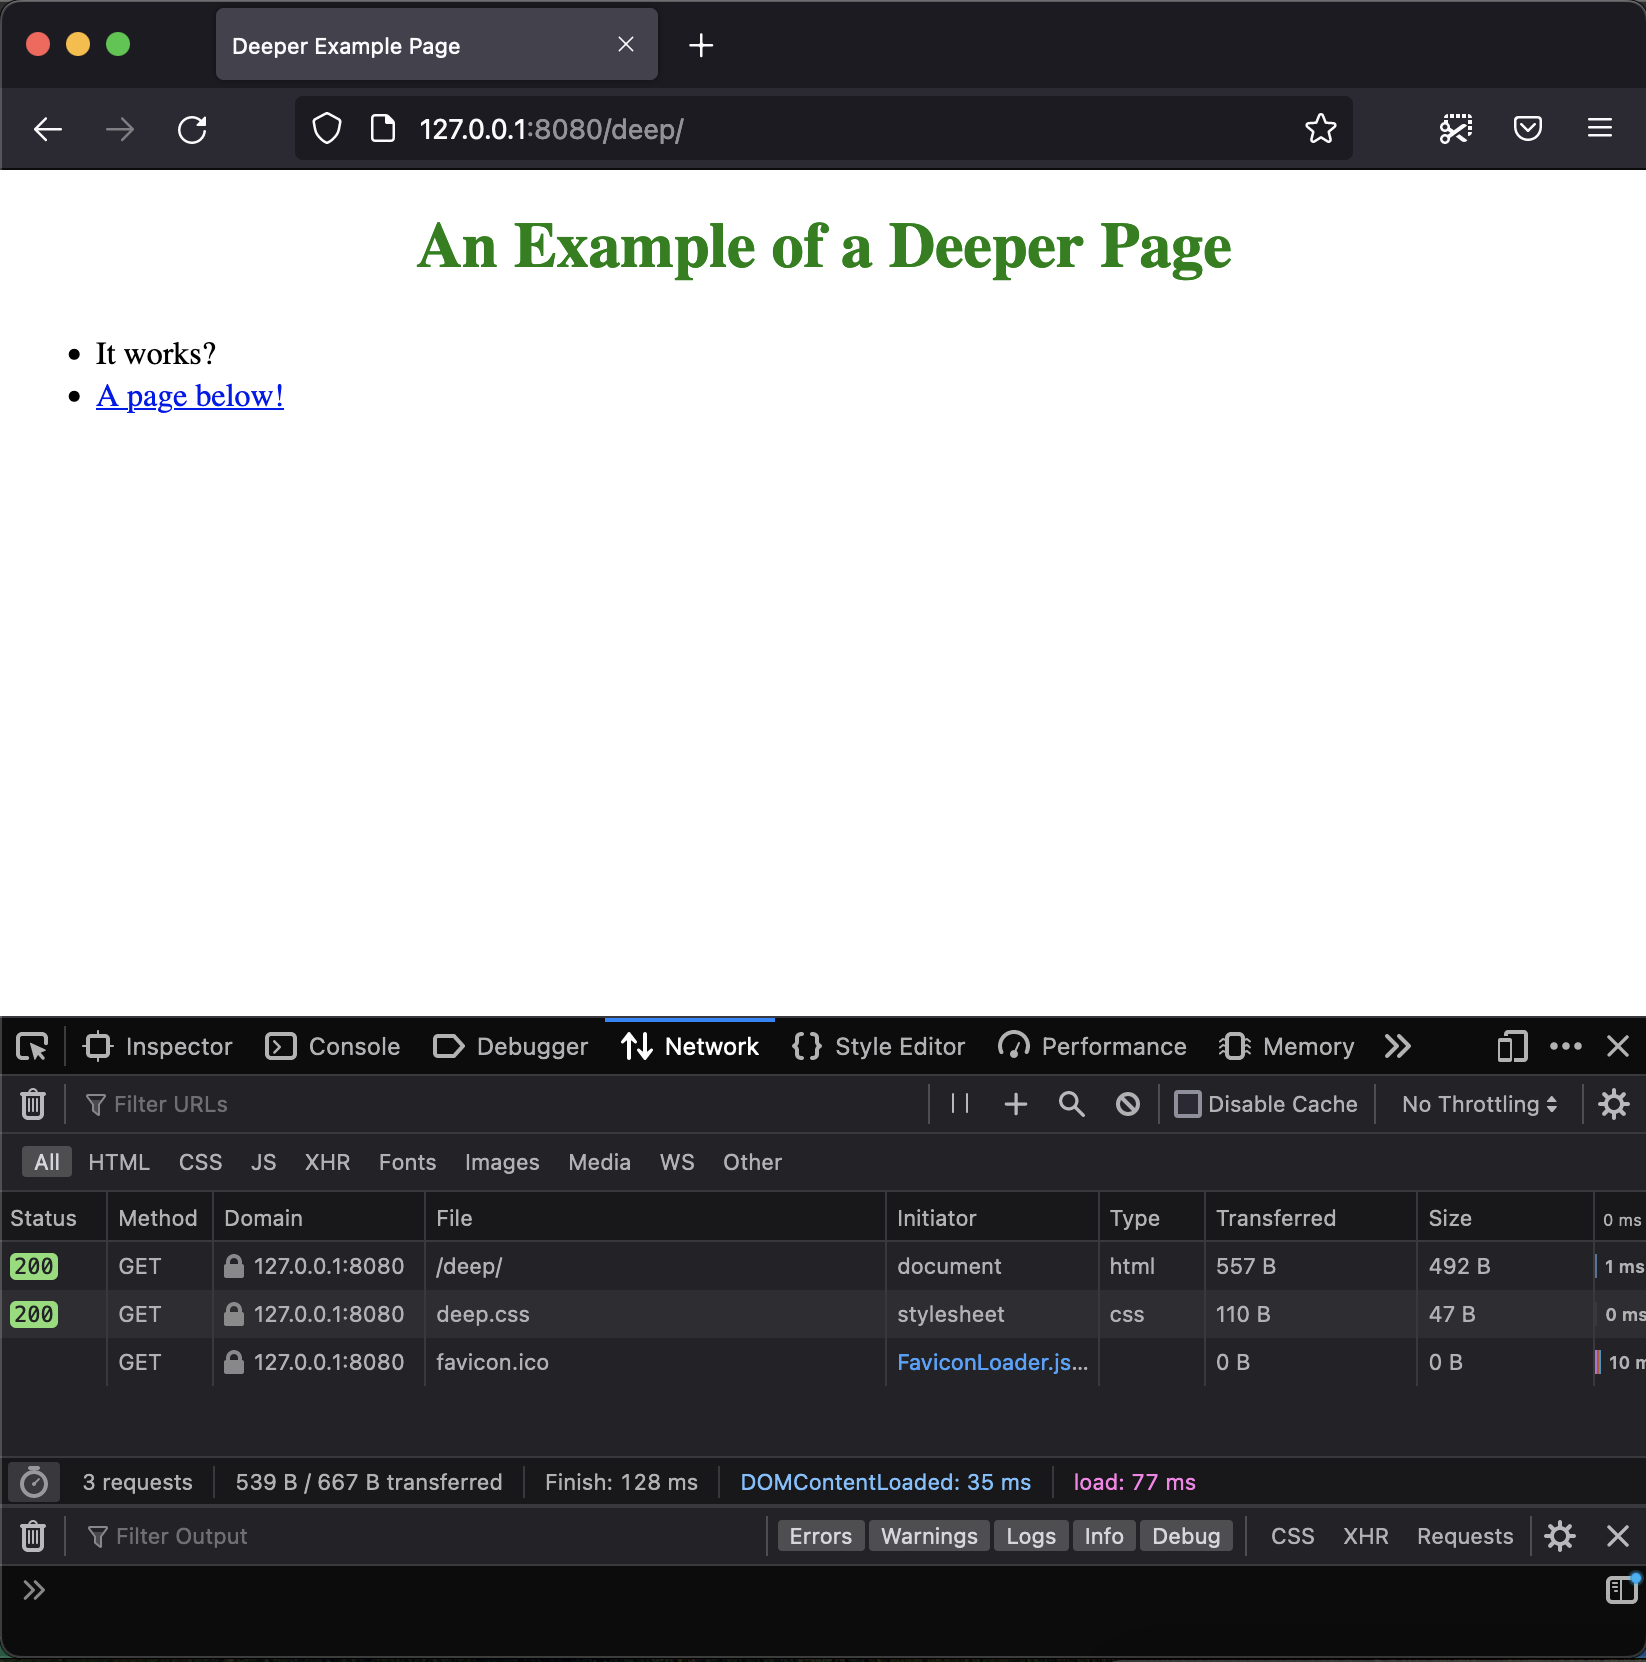 Deeper Example Page
127.0.0.1:8080/deep/
An Example of a Deeper Page
It works?
A page below!
Inspector Console Debugger Network Style Editor Performance Memory
Filter URLs Disable Cache No Throttling
All HTML CSS JS XHR Fonts Images Media WS Other
Status Method Domain File Initiator Type Transferred Size 0 ms
200 GET 127.0.0.1:8080 /deep/ document html 557 B 492 B 1 ms
200 GET 127.0.0.1:8080 deep.css stylesheet css 110 B 47 B 0 ms
GET 127.0.0.1:8080 favicon.ico FaviconLoader.js... 0 B 0 B 10 m
3 requests 539 B / 667 B transferred Finish: 128 ms DOMContentLoaded: 35 ms load: 77 ms
Filter Output Errors Warnings Logs Info Debug CSS XHR Requests